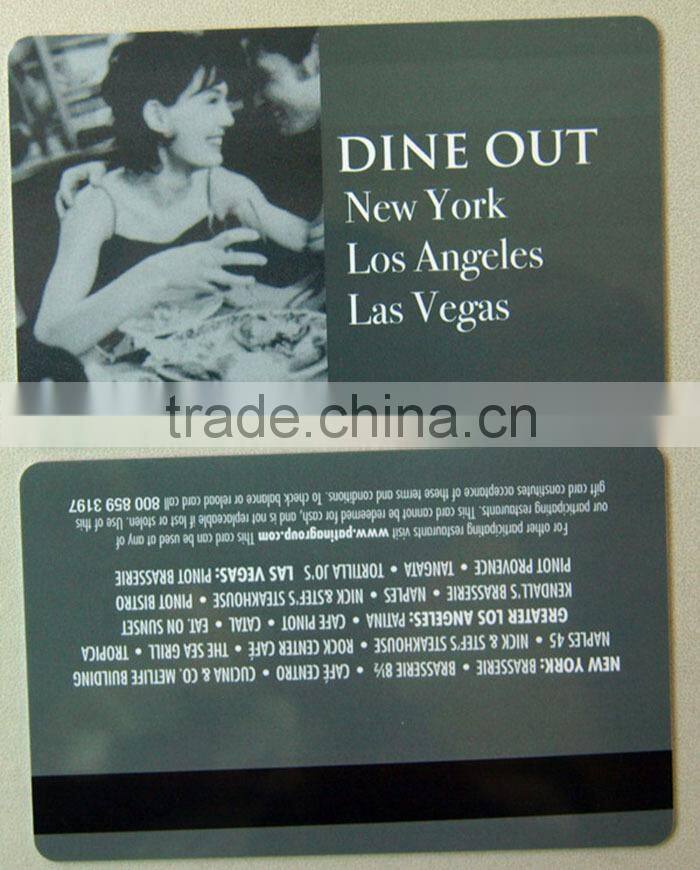 DINE OUT
New York
Los Angeles
Las Vegas
trade.china.cn
NEW YORK: BRASSERIE • BRASSERIE 8½ • CAFÉ CENTRO • CUCINA & CO. METLIFE BUILDING
NAPLES 45 • NICK & STEF'S STEAKHOUSE • ROCK CENTER CAFÉ • THE SEA GRILL • TROPICA
GREATER LOS ANGELES: PATINA • CAFE PINOT • CATAL • EAT. ON SUNSET
KENDALL'S BRASSERIE • NAPLES • NICK &STEF'S STEAKHOUSE • PINOT BISTRO
PINOT PROVENCE • TANGATA • TORTILLA JO'S LAS VEGAS: PINOT BRASSERIE
For other participating restaurants visit www.patinagroup.com This card can be used at any of
our participating restaurants. This card cannot be redeemed for cash, and is not replaceable if lost or stolen. Use of this
gift card constitutes acceptance of these terms and conditions. To check balance or reload card call 800 859 3197